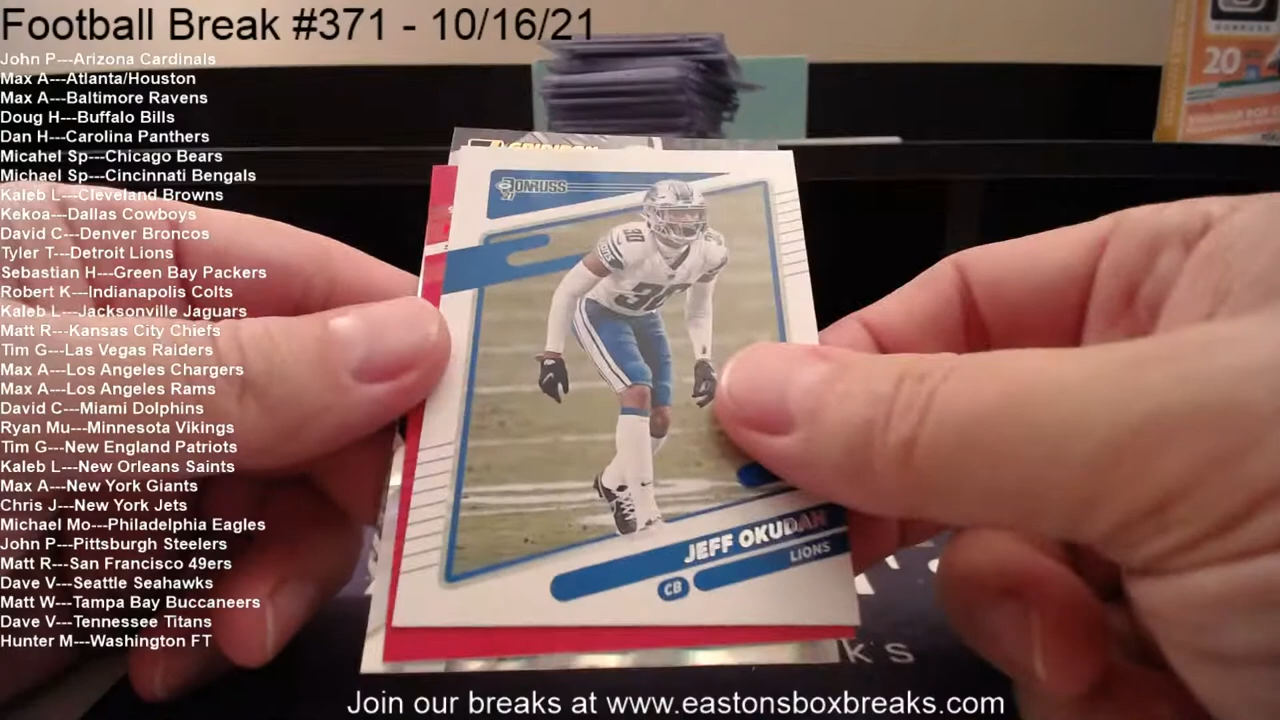 Football Break #371 - 10/16/21
John P---Arizona Cardinals
Max A---Atlanta/Houston
Max A---Baltimore Ravens
Doug H---Buffalo Bills
Dan H---Carolina Panthers
Micahel Sp---Chicago Bears
Michael Sp---Cincinnati Bengals
Kaleb L---Cleveland Browns
Kekoa---Dallas Cowboys
David C---Denver Broncos
Tyler T---Detroit Lions
Sebastian H---Green Bay Packers
Robert K---Indianapolis Colts
Kaleb L---Jacksonville Jaguars
Matt R---Kansas City Chiefs
Tim G---Las Vegas Raiders
Max A---Los Angeles Chargers
Max A---Los Angeles Rams
David C---Miami Dolphins
Ryan Mu---Minnesota Vikings
Tim G---New England Patriots
Kaleb L---New Orleans Saints
Max A---New York Giants
Chris J---New York Jets
Michael Mo---Philadelphia Eagles
John P---Pittsburgh Steelers
Matt R---San Francisco 49ers
Dave V---Seattle Seahawks
Matt W---Tampa Bay Buccaneers
Dave V---Tennessee Titans
Hunter M---Washington FT
20
GRIDIRON
DONRUSS
21
30
30
JEFF OKUDAH
LIONS
CB
K'S
Join our breaks at www.eastonsboxbreaks.com